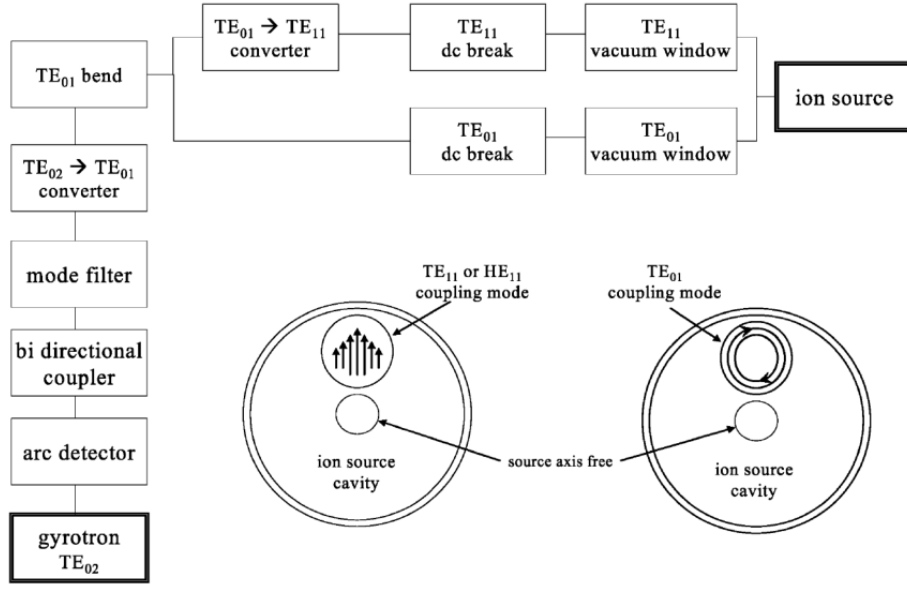 TE₀₁ → TE₁₁
converter
TE₁₁
dc break
TE₁₁
vacuum window
TE₀₁ bend
ion source
TE₀₁
dc break
TE₀₁
vacuum window
TE₀₂ → TE₀₁
converter
mode filter
bi directional
coupler
arc detector
gyrotron
TE₀₂
TE₁₁ or HE₁₁
coupling mode
TE₀₁
coupling mode
source axis free
ion source
cavity
ion source
cavity